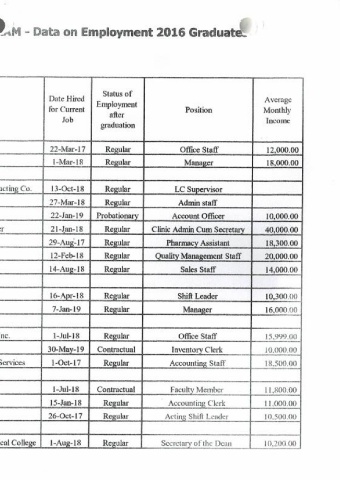 AM - Data on Employment 2016 Graduate
Date Hired for Current Job | Status of Employment after graduation | Position | Average Monthly Income
22-Mar-17 Regular Office Staff 12,000.00
1-Mar-18 Regular Manager 18,000.00
acting Co. 13-Oct-18 Regular LC Supervisor
27-Mar-18 Regular Admin staff
22-Jan-19 Probationary Account Officer 10,000.00
er 21-Jan-18 Regular Clinic Admin Cum Secretary 40,000.00
29-Aug-17 Regular Pharmacy Assistant 18,300.00
12-Feb-18 Regular Quality Management Staff 20,000.00
14-Aug-18 Regular Sales Staff 14,000.00
16-Apr-18 Regular Shift Leader 10,300.00
7-Jan-19 Regular Manager 16,000.00
nc. 1-Jul-18 Regular Office Staff 15,999.00
30-May-19 Contractual Inventory Clerk 10,000.00
Services 1-Oct-17 Regular Accounting Staff 18,500.00
1-Jul-18 Contractual Faculty Member 11,800.00
15-Jan-18 Regular Accounting Clerk 11,000.00
26-Oct-17 Regular Acting Shift Leader 10,500.00
cal College 1-Aug-18 Regular Secretary of the Dean 10,200.00